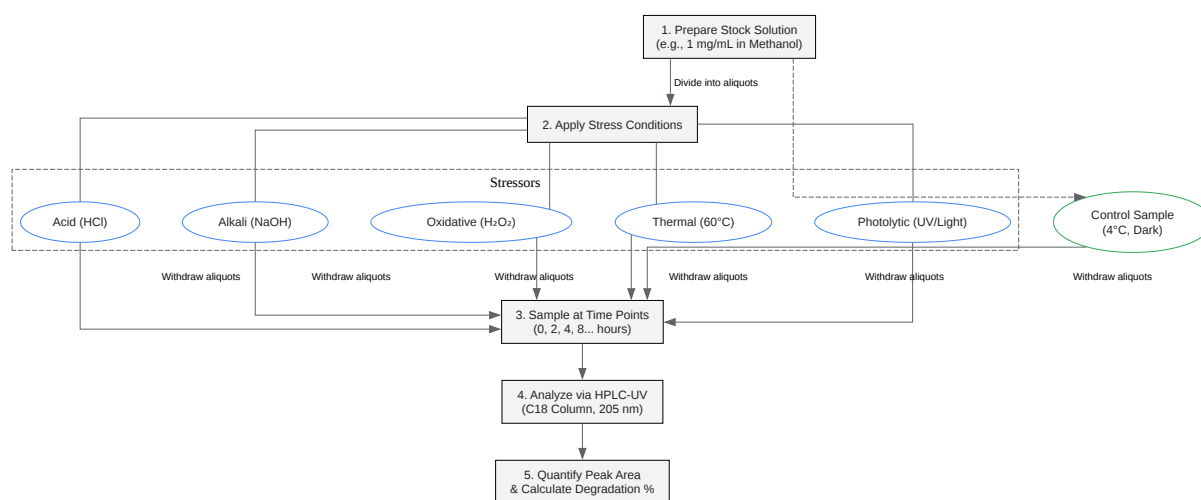 1. Prepare Stock Solution
(e.g., 1 mg/mL in Methanol)
Divide into aliquots
2. Apply Stress Conditions
Stressors
Acid (HCl)
Alkali (NaOH)
Oxidative (H₂O₂)
Thermal (60°C)
Photolytic (UV/Light)
Control Sample
(4°C, Dark)
Withdraw aliquots
Withdraw aliquots
Withdraw aliquots
Withdraw aliquots
Withdraw aliquots
Withdraw aliquots
3. Sample at Time Points
(0, 2, 4, 8... hours)
4. Analyze via HPLC-UV
(C18 Column, 205 nm)
5. Quantify Peak Area
& Calculate Degradation %